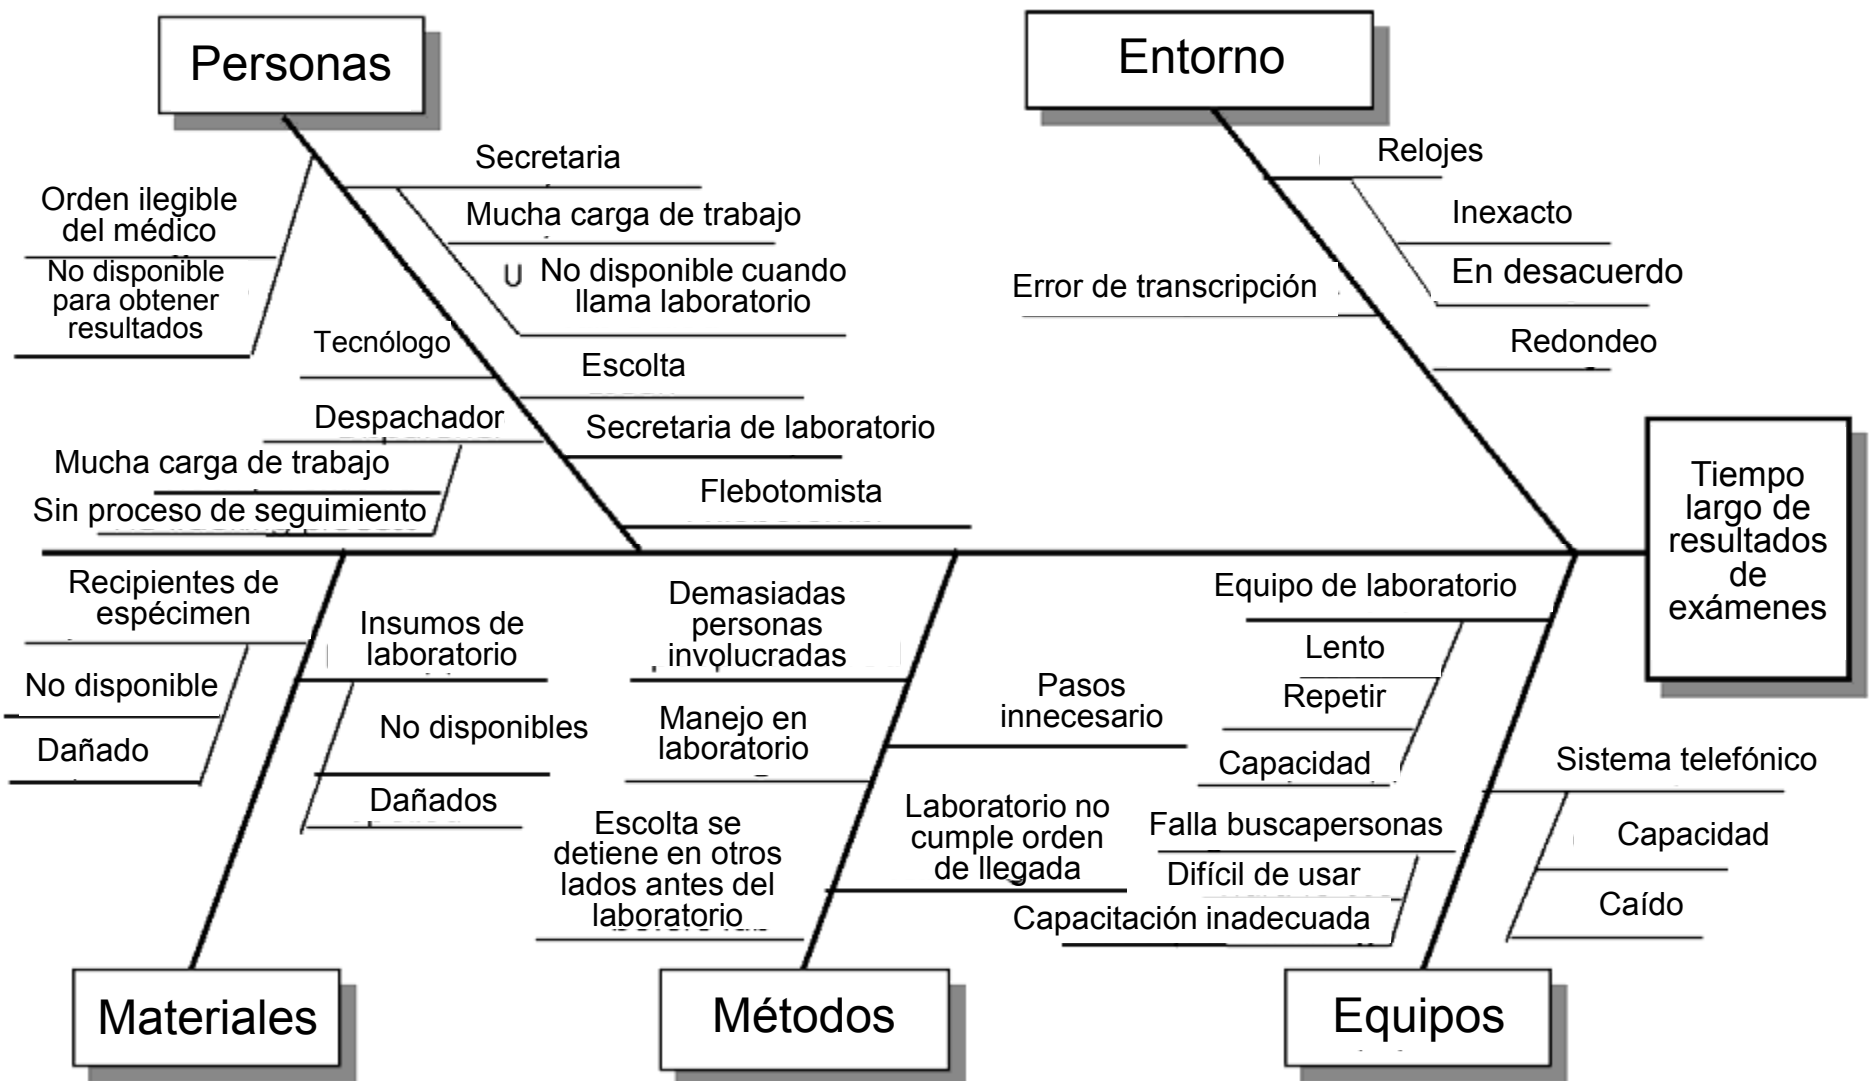 Personas
Entorno
Secretaria
Mucha carga de trabajo
U No disponible cuando
llama laboratorio
Orden ilegible
del médico
No disponible
para obtener
resultados
Tecnólogo
Escolta
Despachador
Secretaria de laboratorio
Mucha carga de trabajo
Sin proceso de seguimiento
Flebotomista
Relojes
Inexacto
En desacuerdo
Error de transcripción
Redondeo
Tiempo
largo de
resultados
de
exámenes
Recipientes de
espécimen
No disponible
Dañado
Insumos de
laboratorio
No disponibles
Dañados
Demasiadas
personas
involucradas
Manejo en
laboratorio
Escolta se
detiene en otros
lados antes del
laboratorio
Pasos
innecesario
Laboratorio no
cumple orden
de llegada
Equipo de laboratorio
Lento
Repetir
Capacidad
Falla buscapersonas
Difícil de usar
Capacitación inadecuada
Sistema telefónico
Capacidad
Caído
Materiales
Métodos
Equipos